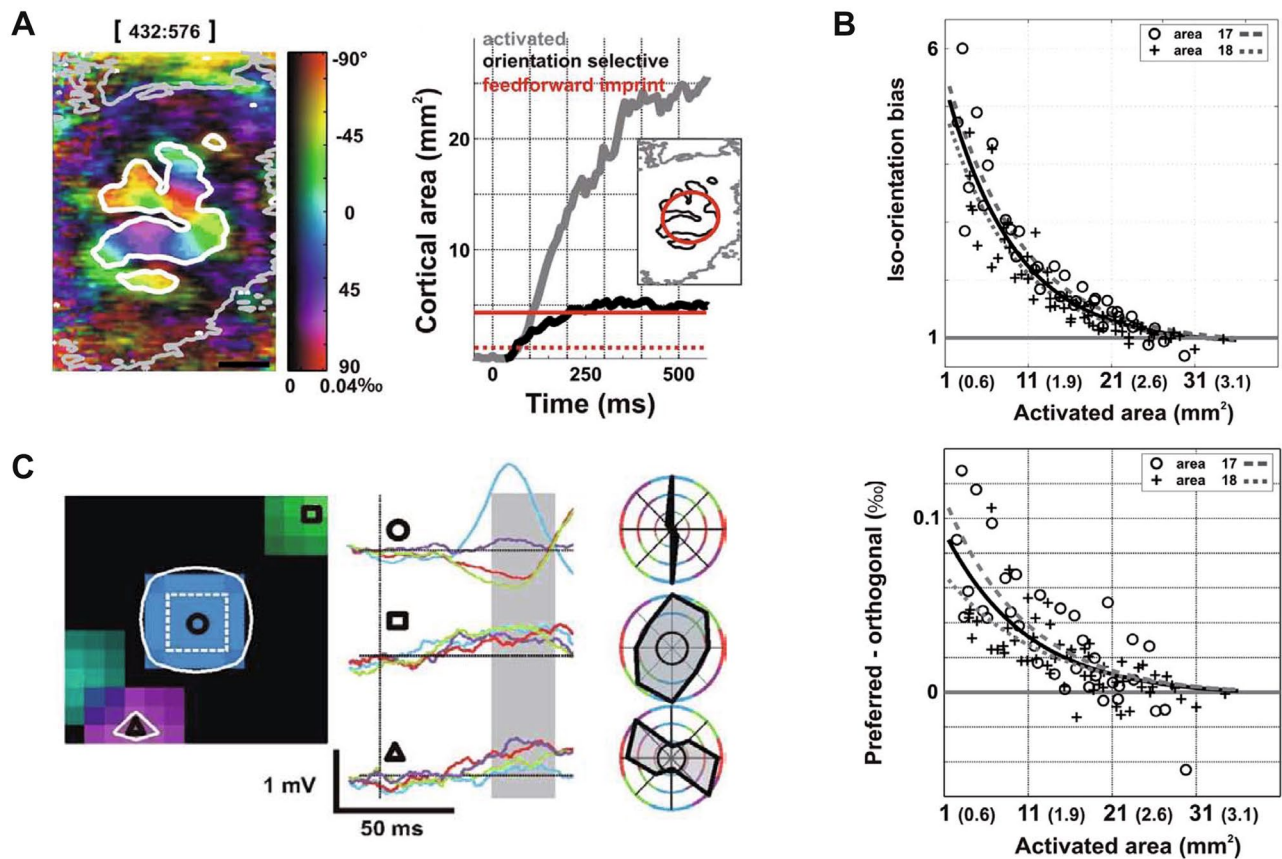 A
[ 432:576]
-90°
-45
0
45
90
0 0.04‰
activated
orientation selective
feedforward imprint
Cortical area (mm²)
20
10
0 250 500
Time (ms)
B
6
1
area 17
area 18
Iso-orientation bias
1 (0.6) 11 (1.9) 21 (2.6) 31 (3.1)
Activated area (mm²)
area 17
area 18
Preferred - orthogonal (‰)
0.1
0
1 (0.6) 11 (1.9) 21 (2.6) 31 (3.1)
Activated area (mm²)
C
1 mV
50 ms